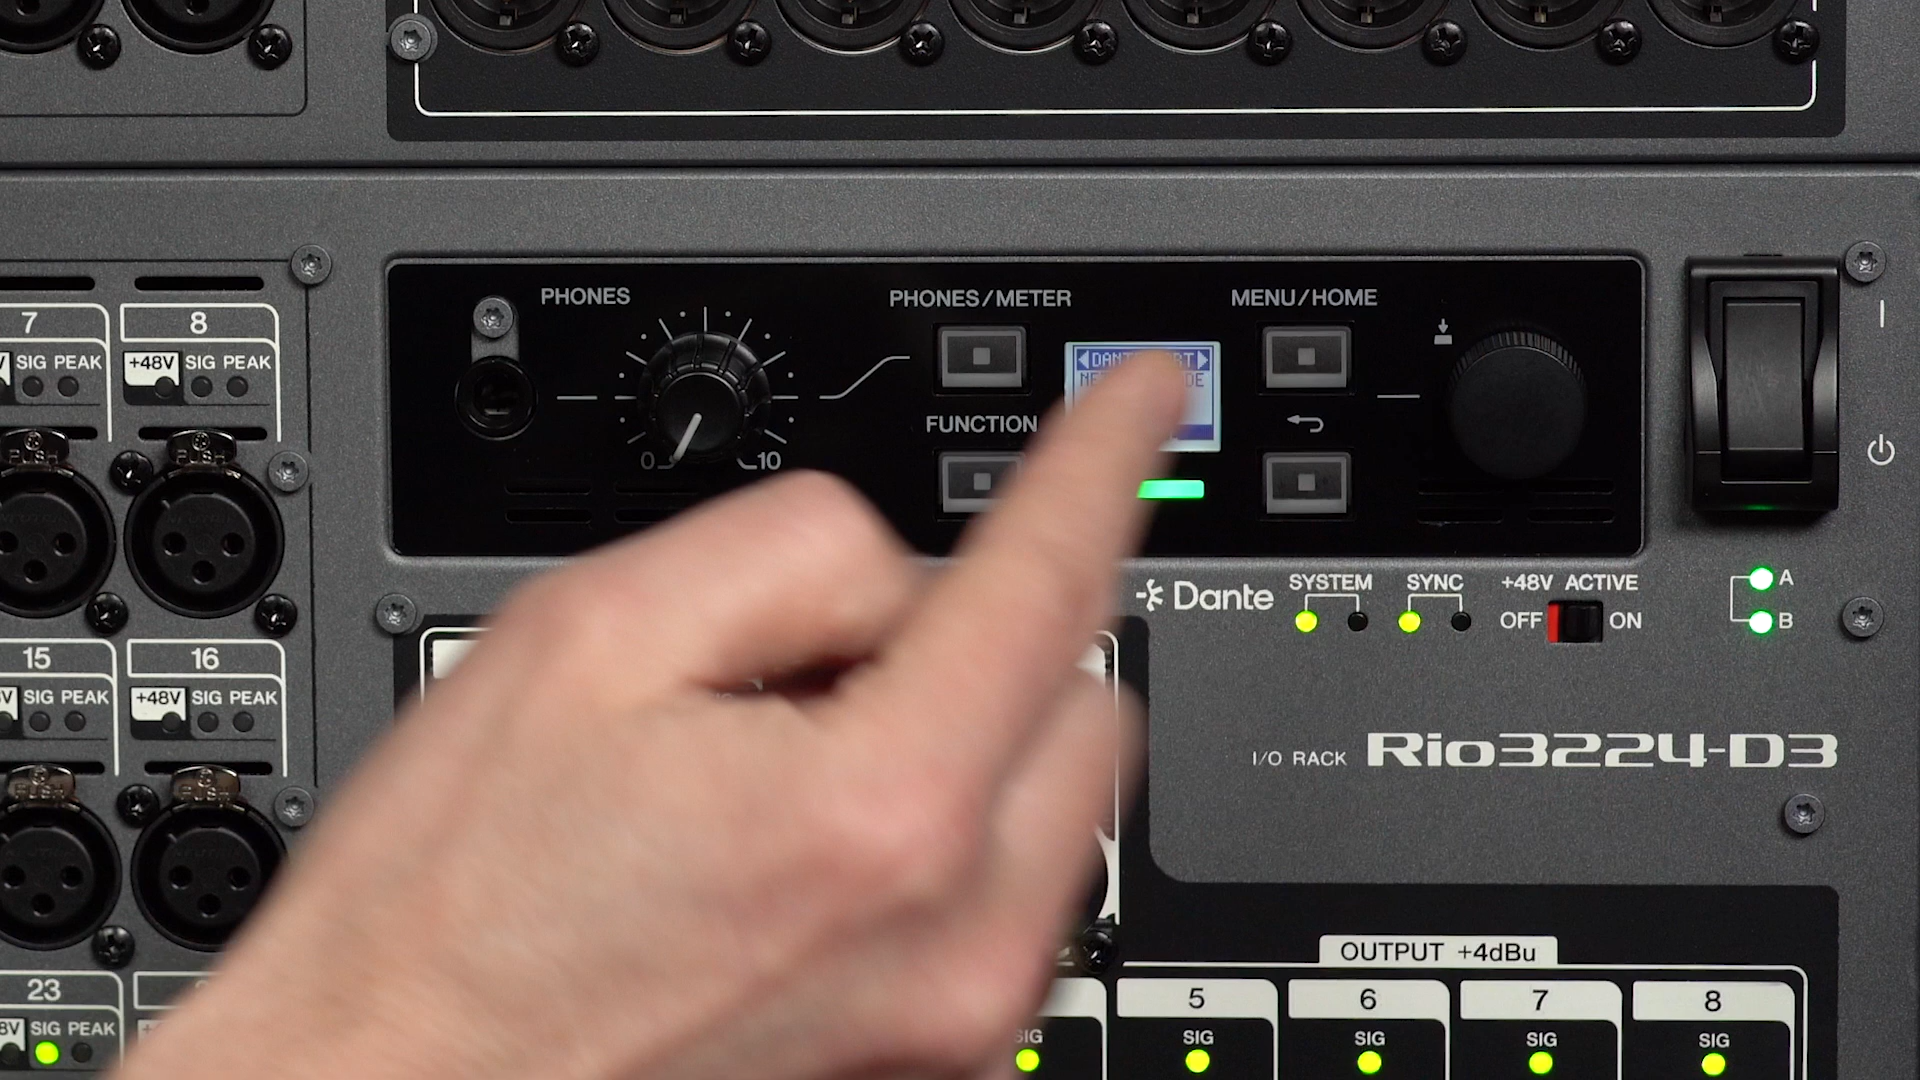 PHONES
PHONES/METER
MENU/HOME
FUNCTION
0
10
7
8
SIG PEAK
+48V SIG PEAK
PUSH
PUSH
Dante
SYSTEM
SYNC
+48V ACTIVE
OFF
ON
A
B
15
16
SIG PEAK
+48V SIG PEAK
PUSH
PUSH
I/O RACK Rio3224-D3
OUTPUT +4dBu
23
SIG PEAK
5
6
7
8
SIG
SIG
SIG
SIG
SIG